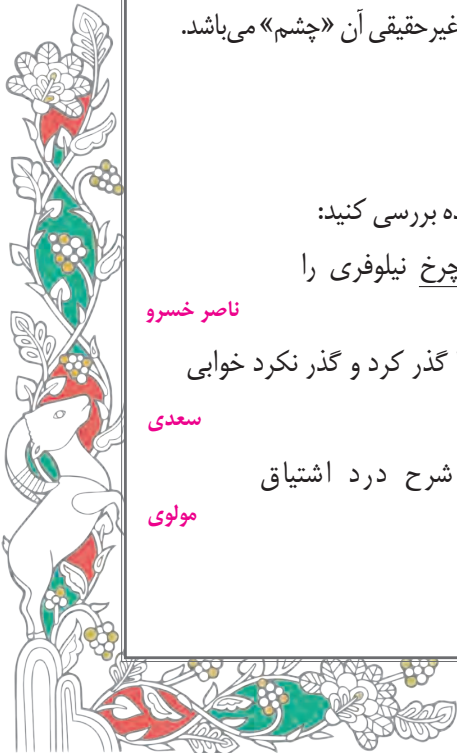 غیرحقیقی آن «چشم» می‌باشد.
ده بررسی کنید:
چرخ نیلوفری را
ناصر خسرو
گذر کرد و گذر نکرد خوابی
سعدی
شرح درد اشتیاق
مولوی